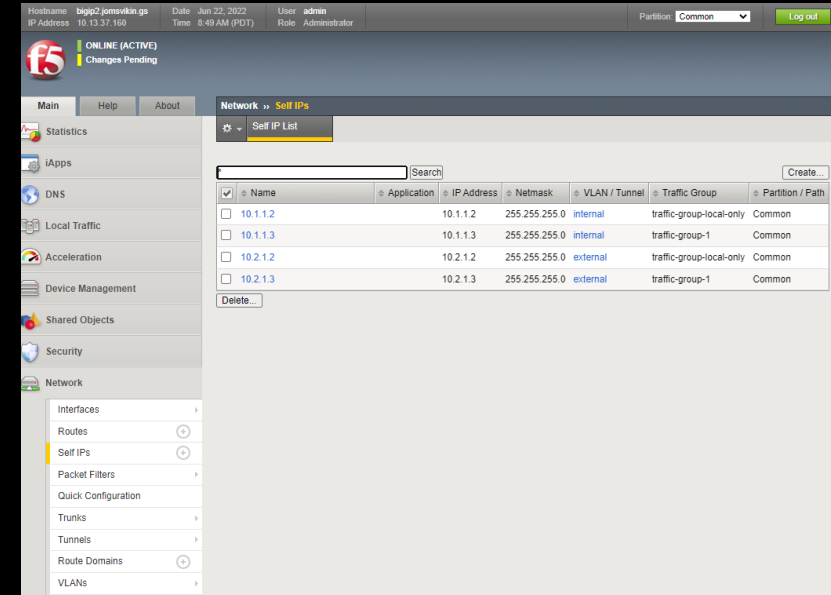 Hostname bigip2.jomsvikin.gs Date Jun 22, 2022 User admin
IP Address 10.13.37.160 Time 8:49 AM (PDT) Role Administrator
Partition: Common Log out
f5
ONLINE (ACTIVE)
Changes Pending
Main Help About
Network ›› Self IPs
Self IP List
Statistics
iApps
DNS
Local Traffic
Acceleration
Device Management
Shared Objects
Security
Network
Interfaces
Routes
Self IPs
Packet Filters
Quick Configuration
Trunks
Tunnels
Route Domains
VLANs
* Search Create...
Name Application IP Address Netmask VLAN / Tunnel Traffic Group Partition / Path
10.1.1.2 10.1.1.2 255.255.255.0 internal traffic-group-local-only Common
10.1.1.3 10.1.1.3 255.255.255.0 internal traffic-group-1 Common
10.2.1.2 10.2.1.2 255.255.255.0 external traffic-group-local-only Common
10.2.1.3 10.2.1.3 255.255.255.0 external traffic-group-1 Common
Delete...